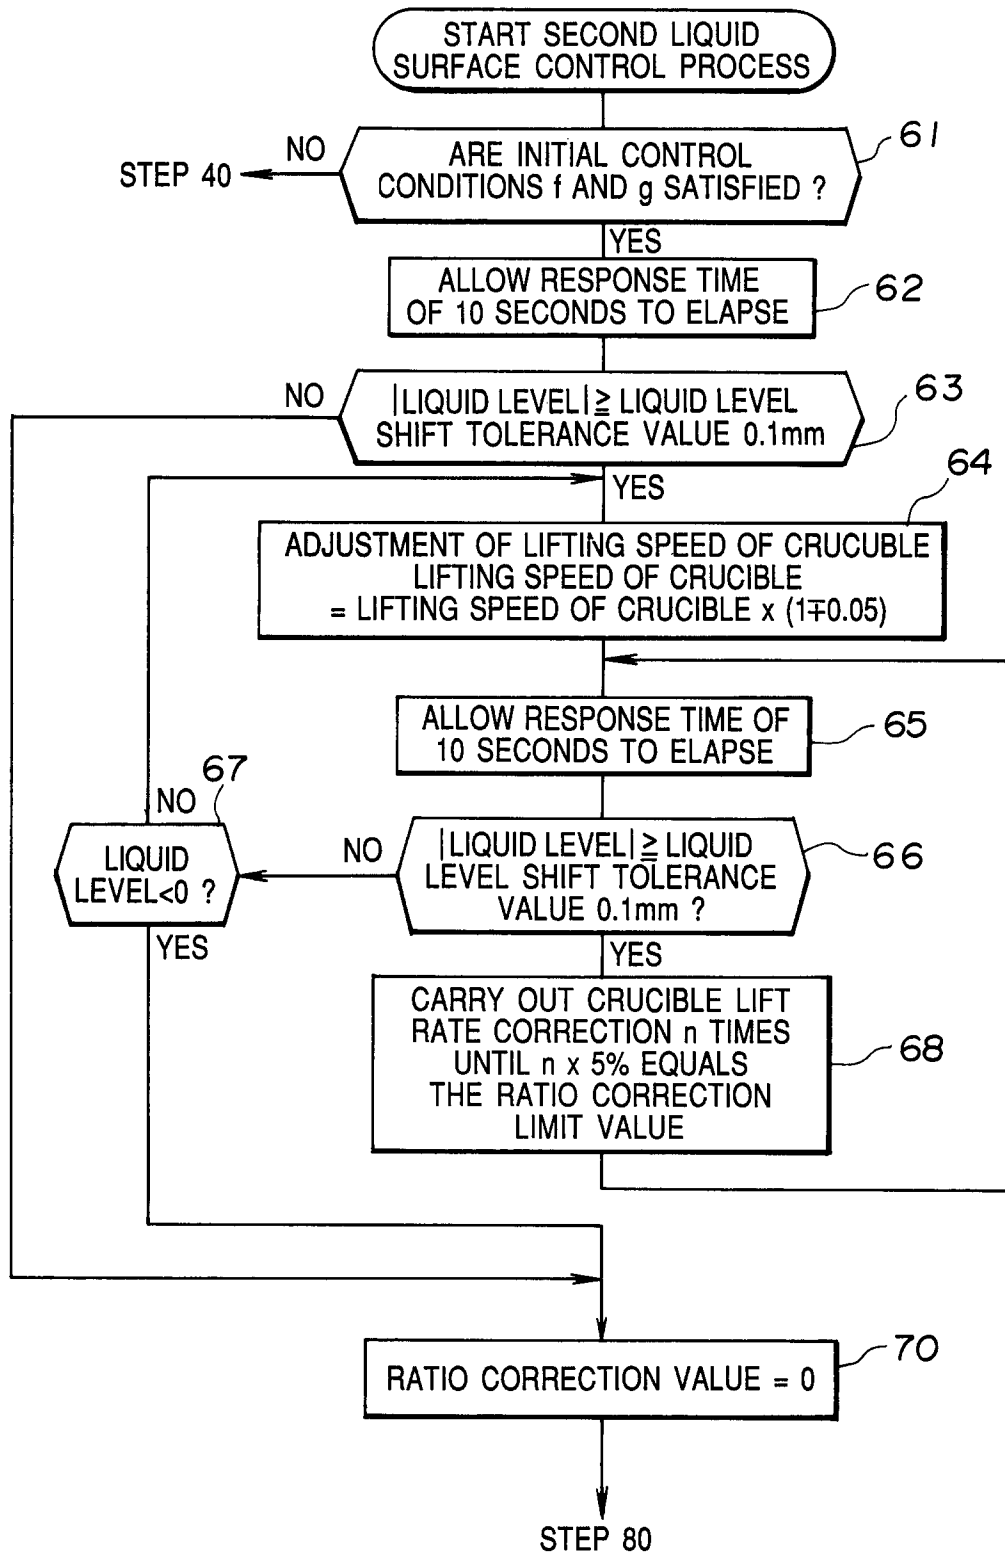 START SECOND LIQUID
SURFACE CONTROL PROCESS
61
ARE INITIAL CONTROL
CONDITIONS f AND g SATISFIED ?
NO
STEP 40
YES
62
ALLOW RESPONSE TIME
OF 10 SECONDS TO ELAPSE
63
|LIQUID LEVEL| ≧ LIQUID LEVEL
SHIFT TOLERANCE VALUE 0.1mm
NO
YES
64
ADJUSTMENT OF LIFTING SPEED OF CRUCUBLE
LIFTING SPEED OF CRUCIBLE
= LIFTING SPEED OF CRUCIBLE x (1∓0.05)
65
ALLOW RESPONSE TIME OF
10 SECONDS TO ELAPSE
66
|LIQUID LEVEL| ≧ LIQUID
LEVEL SHIFT TOLERANCE
VALUE 0.1mm ?
NO
67
LIQUID
LEVEL<0 ?
NO
YES
YES
68
CARRY OUT CRUCIBLE LIFT
RATE CORRECTION n TIMES
UNTIL n x 5% EQUALS
THE RATIO CORRECTION
LIMIT VALUE
70
RATIO CORRECTION VALUE = 0
STEP 80